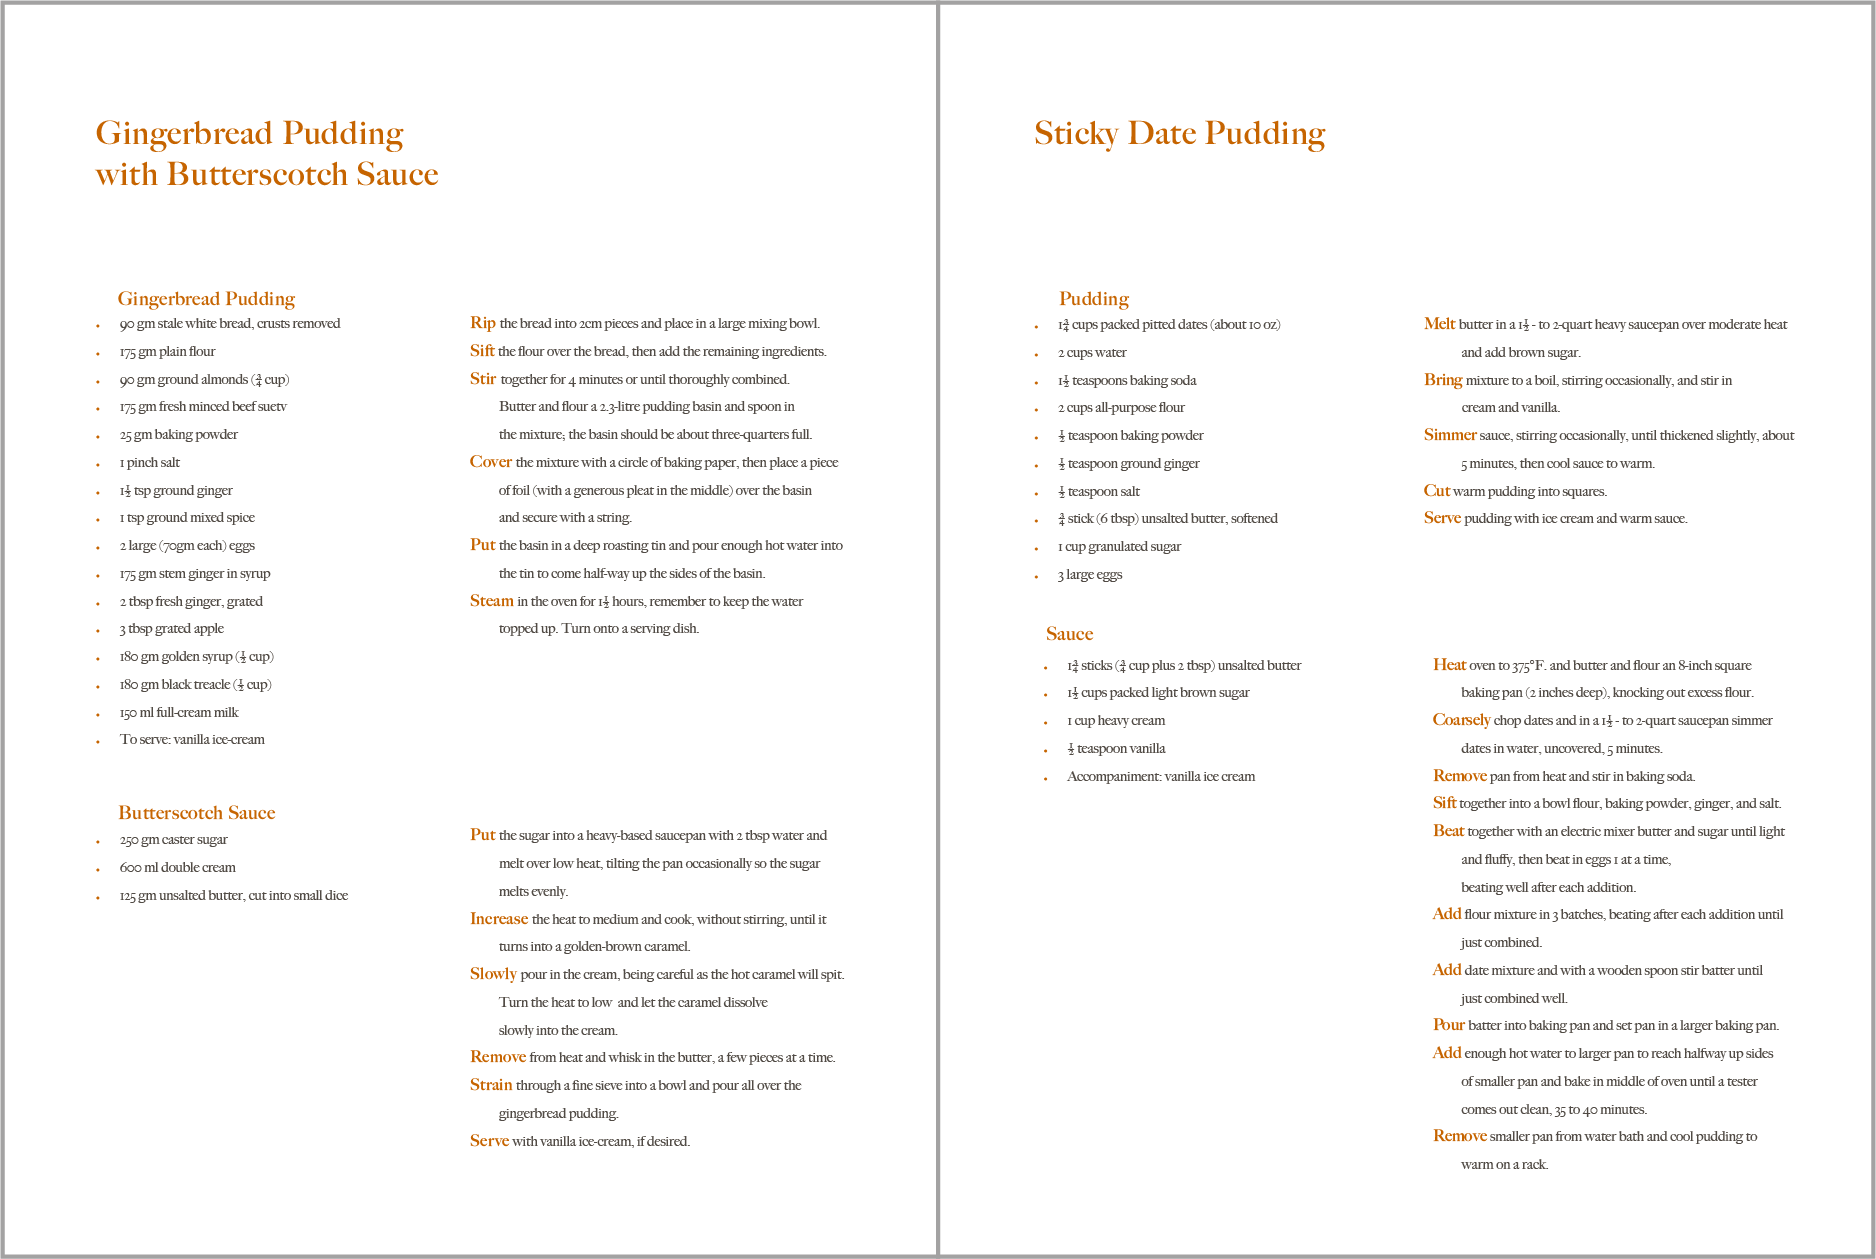 Gingerbread Pudding
with Butterscotch Sauce
Gingerbread Pudding
• 90 gm stale white bread, crusts removed
• 175 gm plain flour
• 90 gm ground almonds (¾ cup)
• 175 gm fresh minced beef suetv
• 25 gm baking powder
• 1 pinch salt
• 1½ tsp ground ginger
• 1 tsp ground mixed spice
• 2 large (70gm each) eggs
• 175 gm stem ginger in syrup
• 2 tbsp fresh ginger, grated
• 3 tbsp grated apple
• 180 gm golden syrup (½ cup)
• 180 gm black treacle (½ cup)
• 150 ml full-cream milk
• To serve: vanilla ice-cream
Rip the bread into 2cm pieces and place in a large mixing bowl.
Sift the flour over the bread, then add the remaining ingredients.
Stir together for 4 minutes or until thoroughly combined.
Butter and flour a 2.3-litre pudding basin and spoon in
the mixture; the basin should be about three-quarters full.
Cover the mixture with a circle of baking paper, then place a piece
of foil (with a generous pleat in the middle) over the basin
and secure with a string.
Put the basin in a deep roasting tin and pour enough hot water into
the tin to come half-way up the sides of the basin.
Steam in the oven for 1½ hours, remember to keep the water
topped up. Turn onto a serving dish.
Butterscotch Sauce
• 250 gm caster sugar
• 600 ml double cream
• 125 gm unsalted butter, cut into small dice
Put the sugar into a heavy-based saucepan with 2 tbsp water and
melt over low heat, tilting the pan occasionally so the sugar
melts evenly.
Increase the heat to medium and cook, without stirring, until it
turns into a golden-brown caramel.
Slowly pour in the cream, being careful as the hot caramel will spit.
Turn the heat to low and let the caramel dissolve
slowly into the cream.
Remove from heat and whisk in the butter, a few pieces at a time.
Strain through a fine sieve into a bowl and pour all over the
gingerbread pudding.
Serve with vanilla ice-cream, if desired.
Sticky Date Pudding
Pudding
• 1¾ cups packed pitted dates (about 10 oz)
• 2 cups water
• 1½ teaspoons baking soda
• 2 cups all-purpose flour
• ½ teaspoon baking powder
• ½ teaspoon ground ginger
• ½ teaspoon salt
• ¾ stick (6 tbsp) unsalted butter, softened
• 1 cup granulated sugar
• 3 large eggs
Melt butter in a 1½ - to 2-quart heavy saucepan over moderate heat
and add brown sugar.
Bring mixture to a boil, stirring occasionally, and stir in
cream and vanilla.
Simmer sauce, stirring occasionally, until thickened slightly, about
5 minutes, then cool sauce to warm.
Cut warm pudding into squares.
Serve pudding with ice cream and warm sauce.
Sauce
• 1¾ sticks (¾ cup plus 2 tbsp) unsalted butter
• 1½ cups packed light brown sugar
• 1 cup heavy cream
• ½ teaspoon vanilla
• Accompaniment: vanilla ice cream
Heat oven to 375°F. and butter and flour an 8-inch square
baking pan (2 inches deep), knocking out excess flour.
Coarsely chop dates and in a 1½ - to 2-quart saucepan simmer
dates in water, uncovered, 5 minutes.
Remove pan from heat and stir in baking soda.
Sift together into a bowl flour, baking powder, ginger, and salt.
Beat together with an electric mixer butter and sugar until light
and fluffy, then beat in eggs 1 at a time,
beating well after each addition.
Add flour mixture in 3 batches, beating after each addition until
just combined.
Add date mixture and with a wooden spoon stir batter until
just combined well.
Pour batter into baking pan and set pan in a larger baking pan.
Add enough hot water to larger pan to reach halfway up sides
of smaller pan and bake in middle of oven until a tester
comes out clean, 35 to 40 minutes.
Remove smaller pan from water bath and cool pudding to
warm on a rack.